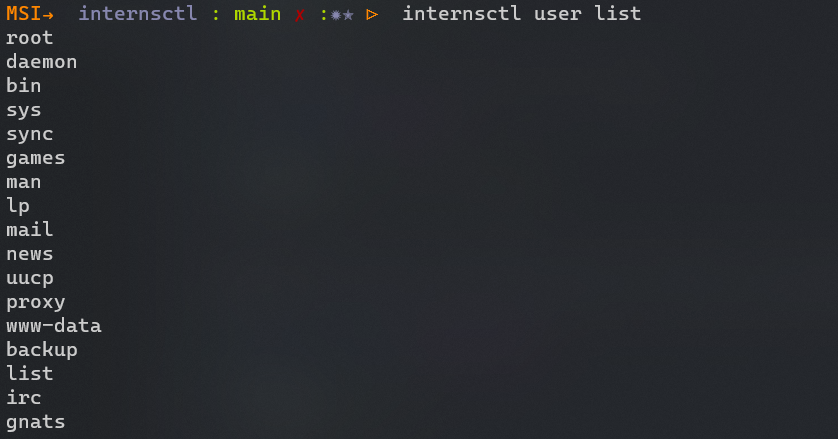 MSI→ internsctl : main ✗ :✹★ ▷ internsctl user list
root
daemon
bin
sys
sync
games
man
lp
mail
news
uucp
proxy
www-data
backup
list
irc
gnats